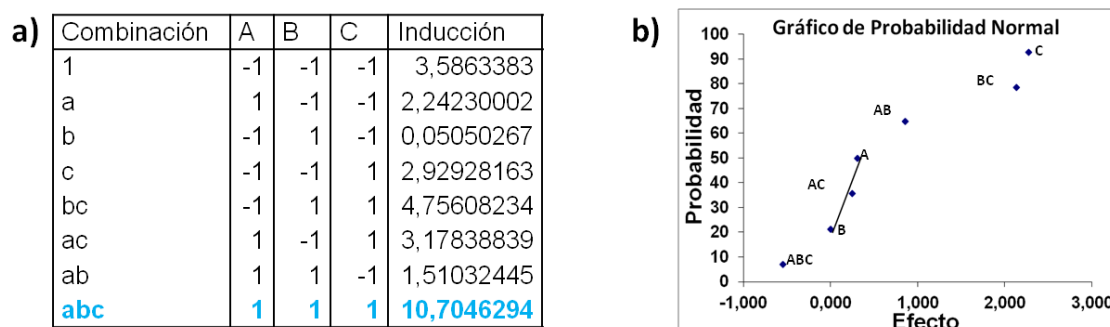 a)
Combinación A B C Inducción
1 -1 -1 -1 3,5863383
a 1 -1 -1 2,24230002
b -1 1 -1 0,05050267
c -1 -1 1 2,92928163
bc -1 1 1 4,75608234
ac 1 -1 1 3,17838839
ab 1 1 -1 1,51032445
abc 1 1 1 10,7046294
b)
Gráfico de Probabilidad Normal
Probabilidad
100
90
80
70
60
50
40
30
20
10
0
C
BC
AB
A
AC
B
ABC
-1,000 0,000 1,000 2,000 3,000
Efecto